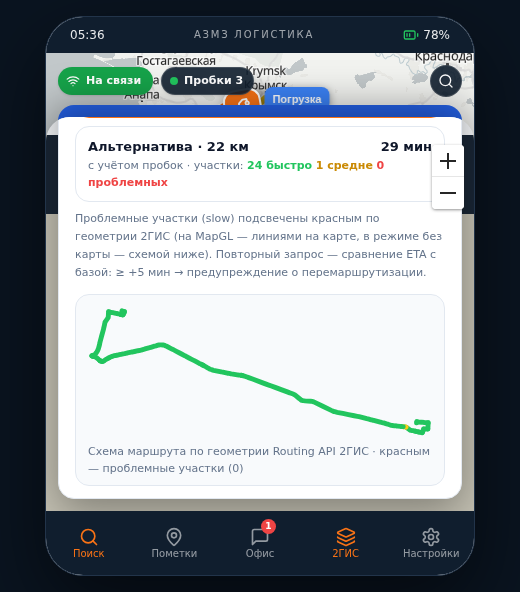 05:36
АЗМЗ ЛОГИСТИКА
78%
Гостагаевская
Краснода
На связи
Пробки 3
Krymsk
Анапа
Погрузка
Альтернатива · 22 км
29 мин
с учётом пробок · участки: 24 быстро 1 средне 0
проблемных
Проблемные участки (slow) подсвечены красным по
геометрии 2ГИС (на MapGL — линиями на карте, в режиме без
карты — схемой ниже). Повторный запрос — сравнение ETA с
базой: ≥ +5 мин → предупреждение о перемаршрутизации.
Схема маршрута по геометрии Routing API 2ГИС · красным
— проблемные участки (0)
1
Поиск
Пометки
Офис
2ГИС
Настройки